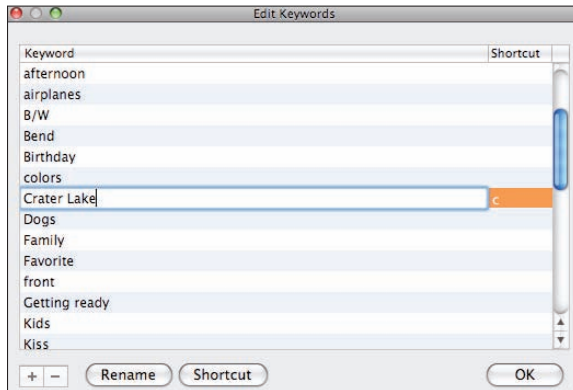 Edit Keywords
Keyword Shortcut
afternoon
airplanes
B/W
Bend
Birthday
colors
Crater Lake c
Dogs
Family
Favorite
front
Getting ready
Kids
Kiss
+ − Rename Shortcut OK